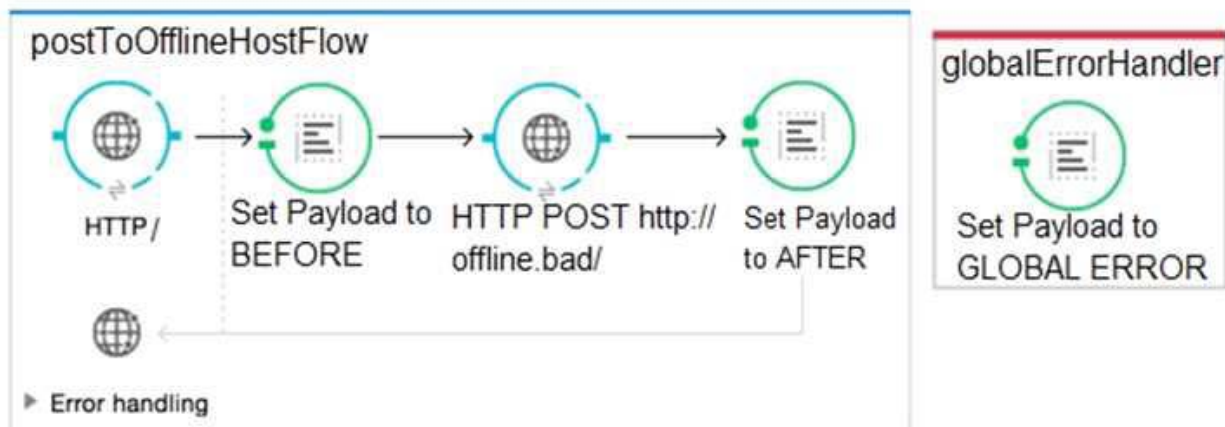 postToOfflineHostFlow
globalErrorHandler
HTTP /
Set Payload to
BEFORE
HTTP POST http://
offline.bad/
Set Payload
to AFTER
Set Payload to
GLOBAL ERROR
Error handling